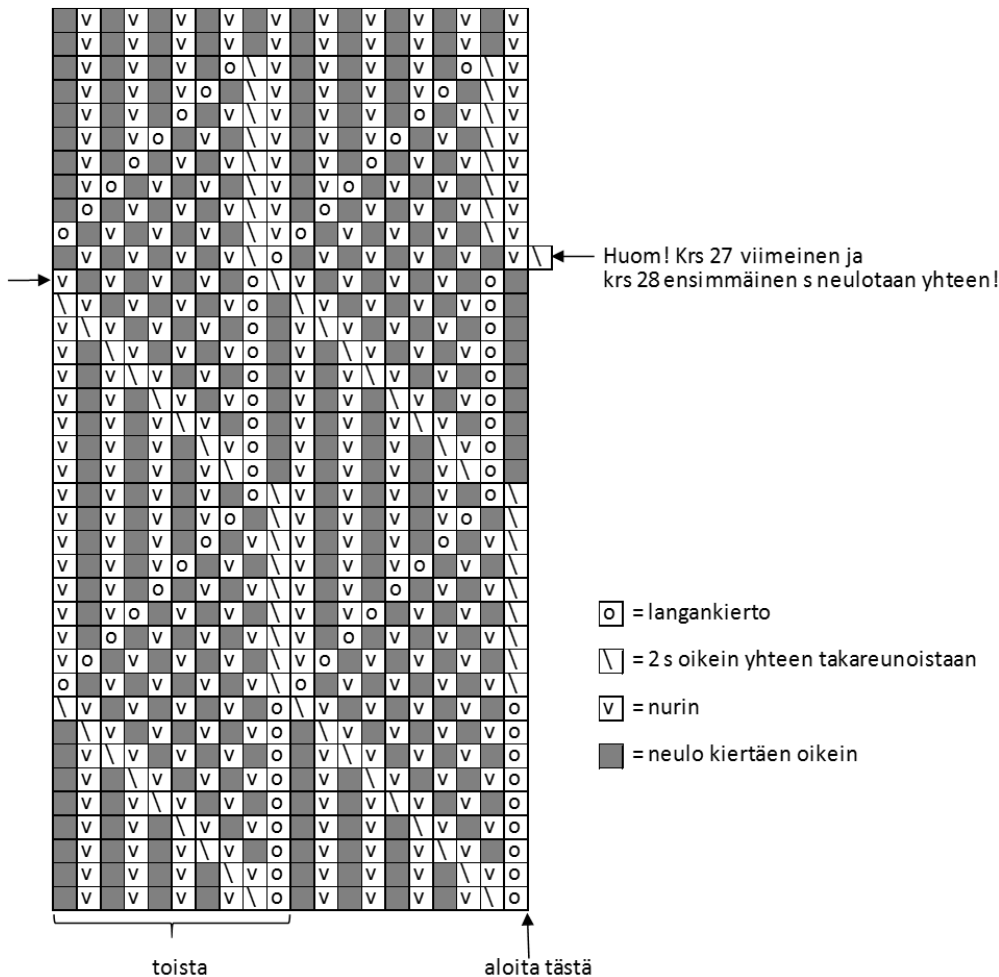 Huom! Krs 27 viimeinen ja
krs 28 ensimmäinen s neulotaan yhteen!
o = langankierto
\ = 2 s oikein yhteen takareunoistaan
v = nurin
= neulo kiertäen oikein
toista
aloita tästä